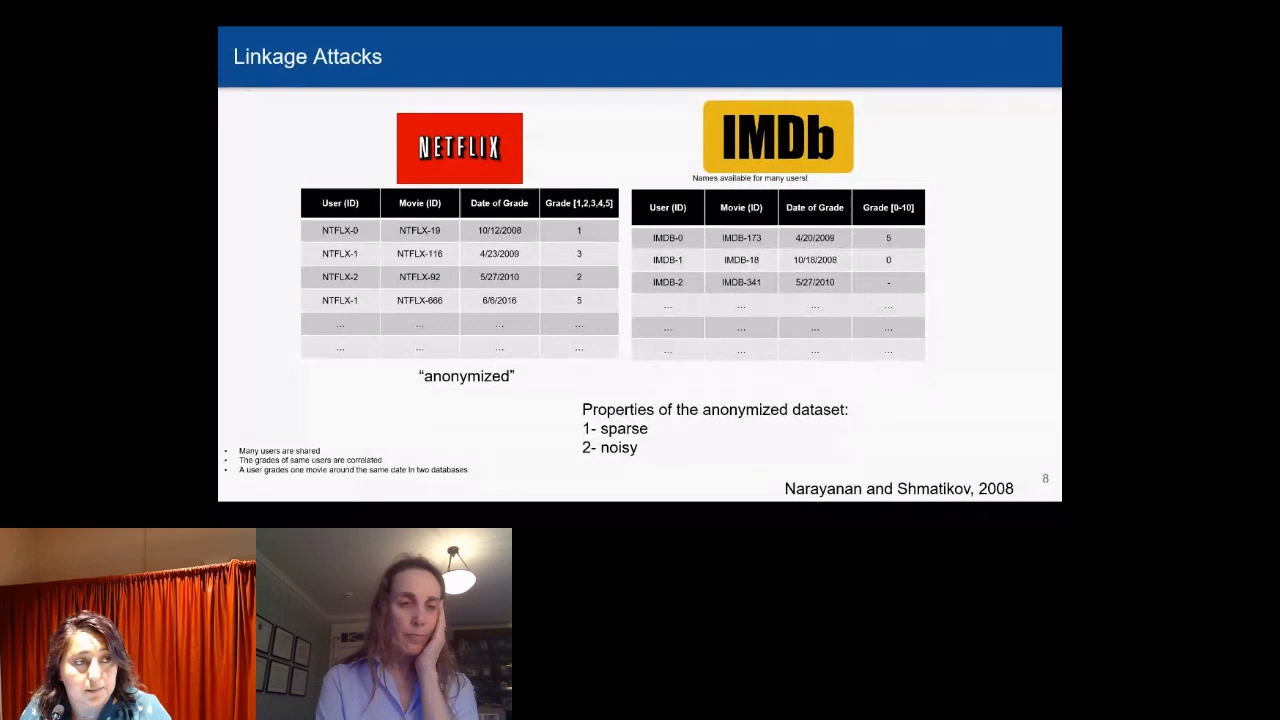 Linkage Attacks
NETFLIX
IMDb
Names available for many users!
User (ID) Movie (ID) Date of Grade Grade [1,2,3,4,5]
NTFLX-0 NTFLX-19 10/12/2008 1
NTFLX-1 NTFLX-116 4/23/2009 3
NTFLX-2 NTFLX-92 5/27/2010 2
NTFLX-1 NTFLX-666 6/6/2016 5
... ... ... ...
... ... ... ...
User (ID) Movie (ID) Date of Grade Grade [0-10]
IMDB-0 IMDB-173 4/20/2009 5
IMDB-1 IMDB-18 10/18/2008 0
IMDB-2 IMDB-341 5/27/2010 -
... ... ... ...
... ... ... ...
... ... ... ...
“anonymized”
Properties of the anonymized dataset:
1- sparse
2- noisy
• Many users are shared
• The grades of same users are correlated
• A user grades one movie around the same date in two databases
8
Narayanan and Shmatikov, 2008